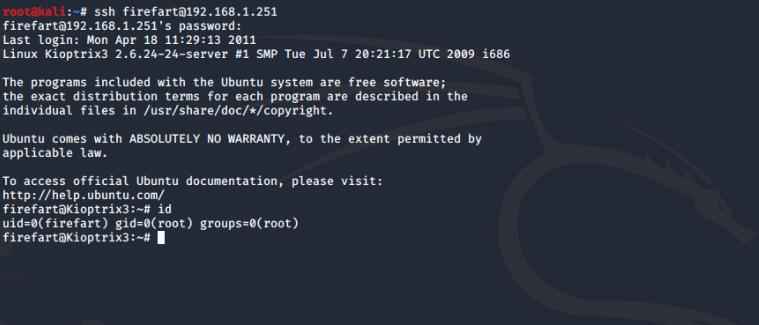 root@kali:~# ssh firefart@192.168.1.251
firefart@192.168.1.251's password:
Last login: Mon Apr 18 11:29:13 2011
Linux Kioptrix3 2.6.24-24-server #1 SMP Tue Jul 7 20:21:17 UTC 2009 i686
The programs included with the Ubuntu system are free software;
the exact distribution terms for each program are described in the
individual files in /usr/share/doc/*/copyright.
Ubuntu comes with ABSOLUTELY NO WARRANTY, to the extent permitted by
applicable law.
To access official Ubuntu documentation, please visit:
http://help.ubuntu.com/
firefart@Kioptrix3:~# id
uid=0(firefart) gid=0(root) groups=0(root)
firefart@Kioptrix3:~#